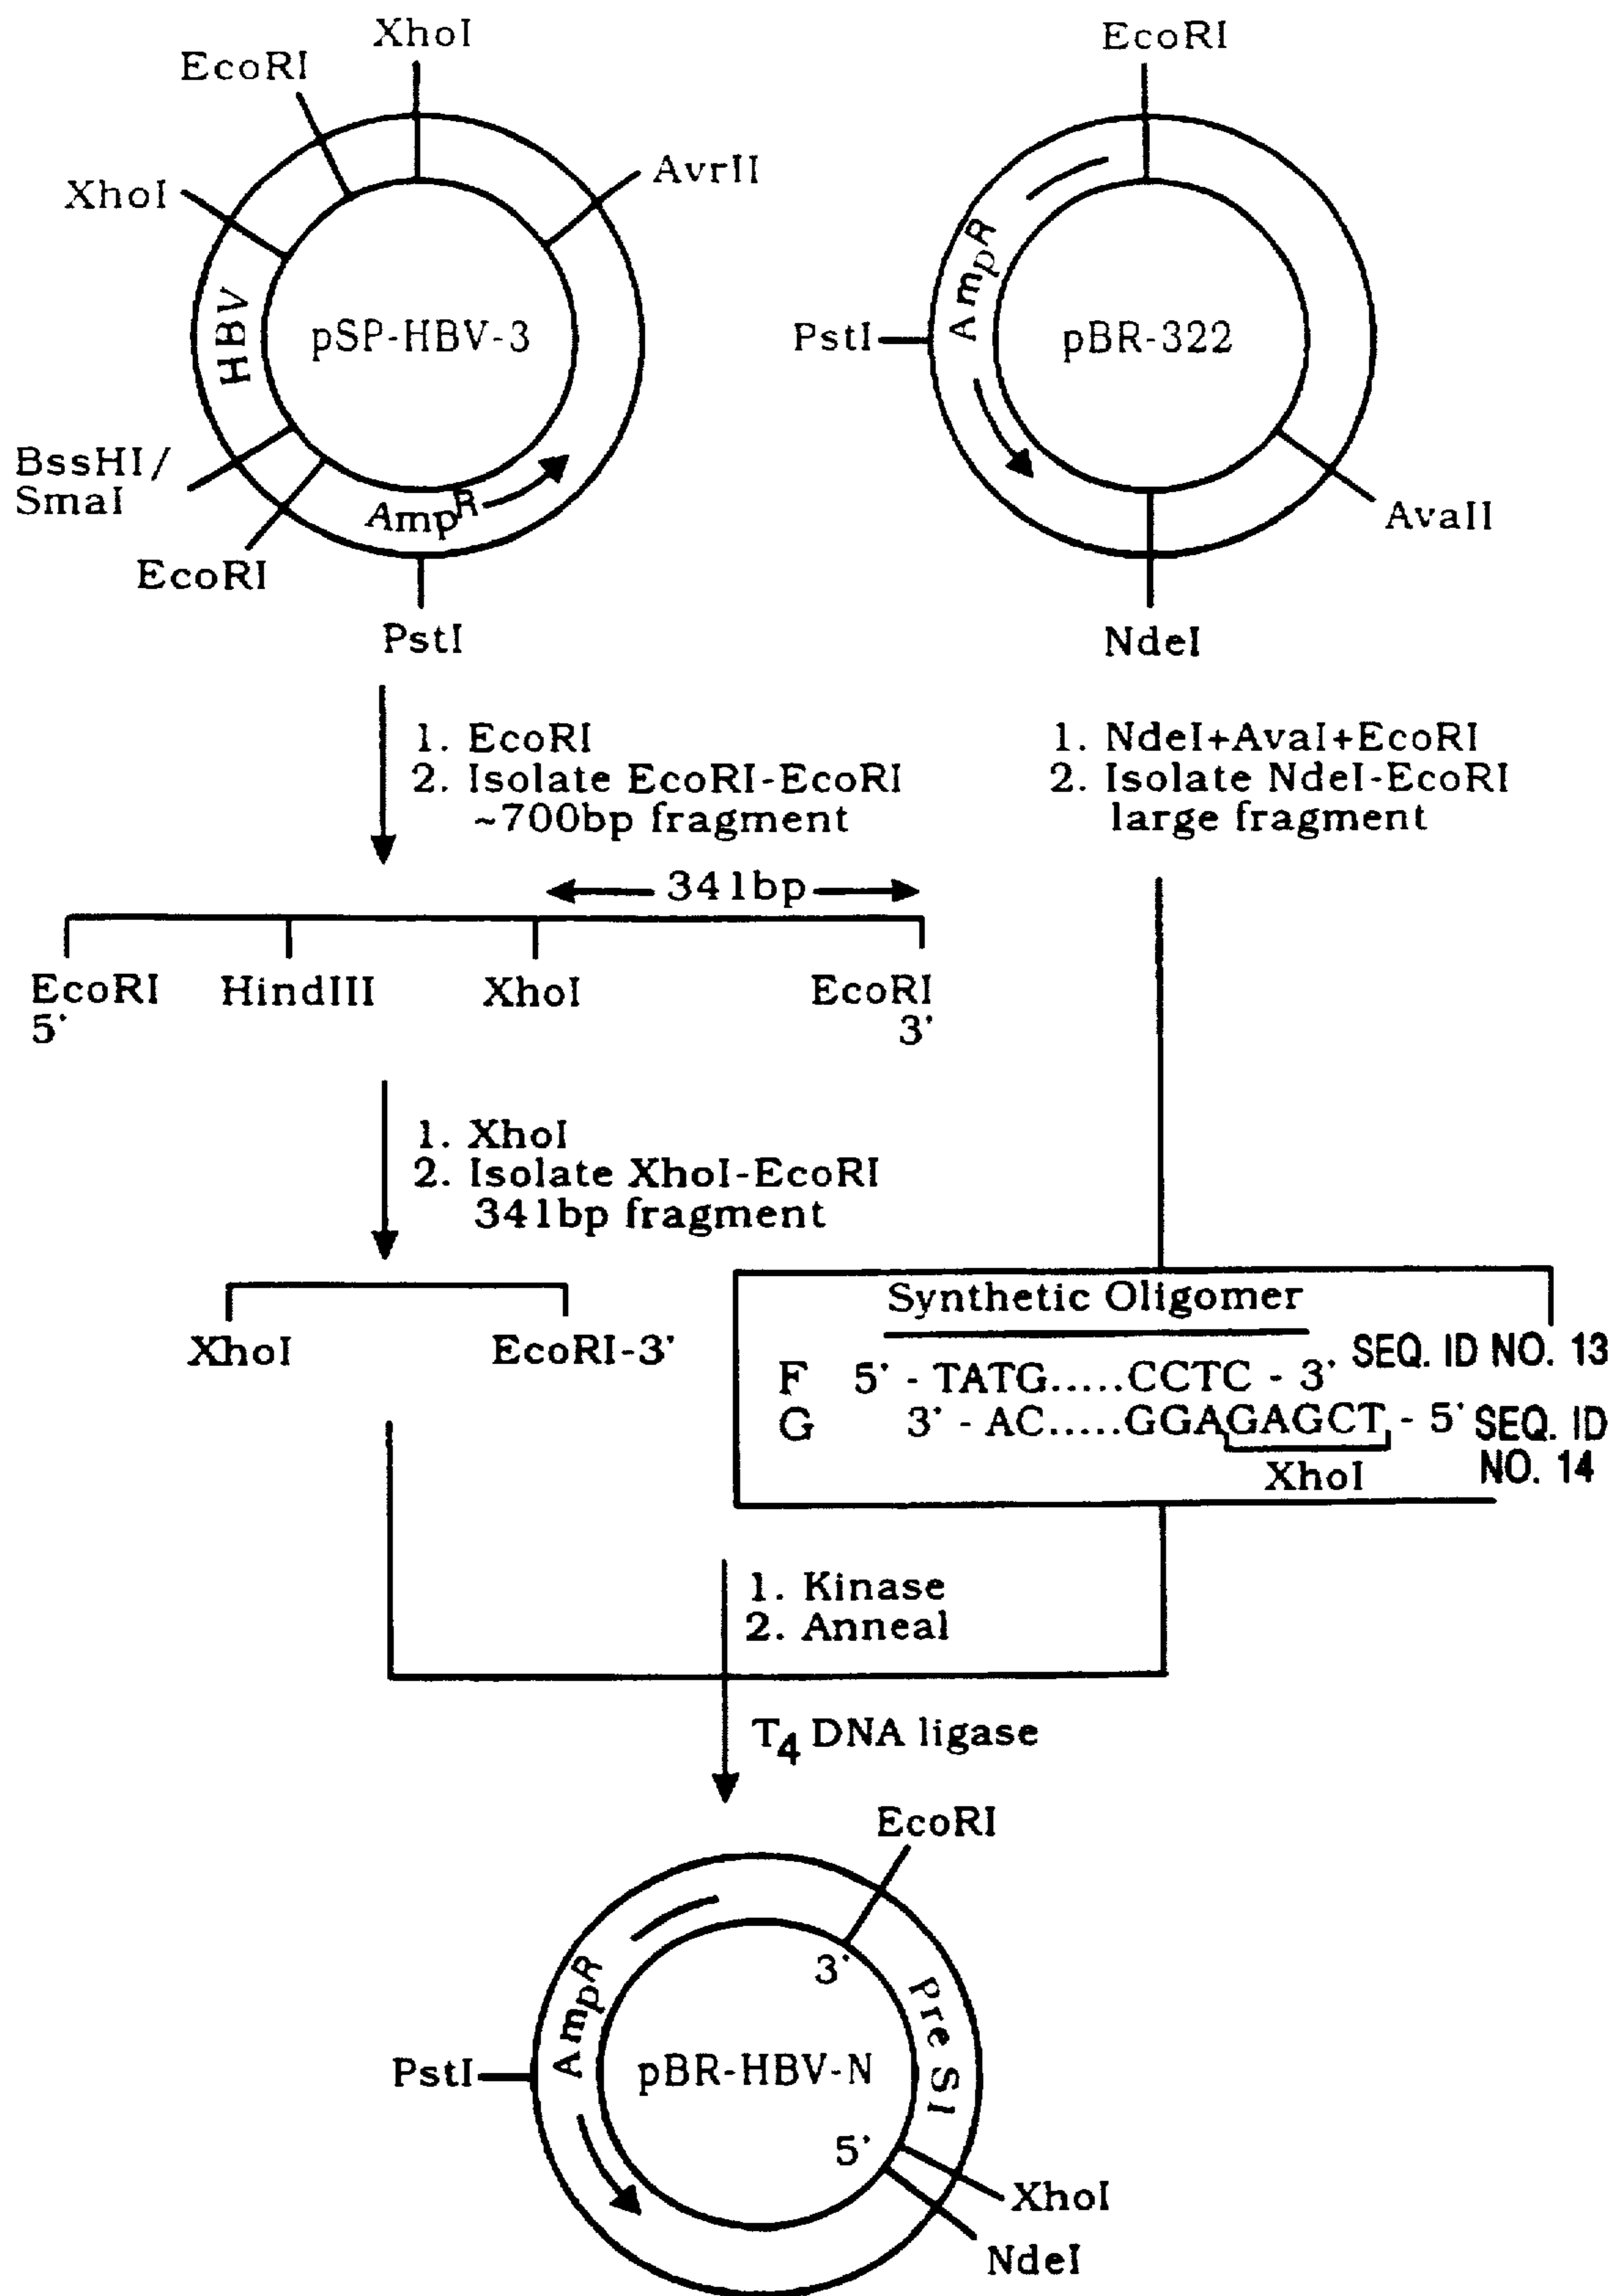 XhoI
EcoRI
XhoI
AvrII
HBV
pSP-HBV-3
BssHI/
SmaI
EcoRI
AmpR
PstI
EcoRI
AmpR
PstI
pBR-322
AvaII
NdeI
1. EcoRI
2. Isolate EcoRI-EcoRI
~700bp fragment
1. NdeI+AvaI+EcoRI
2. Isolate NdeI-EcoRI
large fragment
341bp
EcoRI HindIII XhoI EcoRI
5' 3'
1. XhoI
2. Isolate XhoI-EcoRI
341bp fragment
XhoI EcoRI-3'
Synthetic Oligomer
F 5' - TATG.....CCTC - 3' SEQ. ID NO. 13
G 3' - AC.....GGAGAGCT - 5' SEQ. ID
NO. 14
XhoI
1. Kinase
2. Anneal
T4 DNA ligase
EcoRI
3'
AmpR
Pre S1
PstI
pBR-HBV-N
5'
XhoI
NdeI